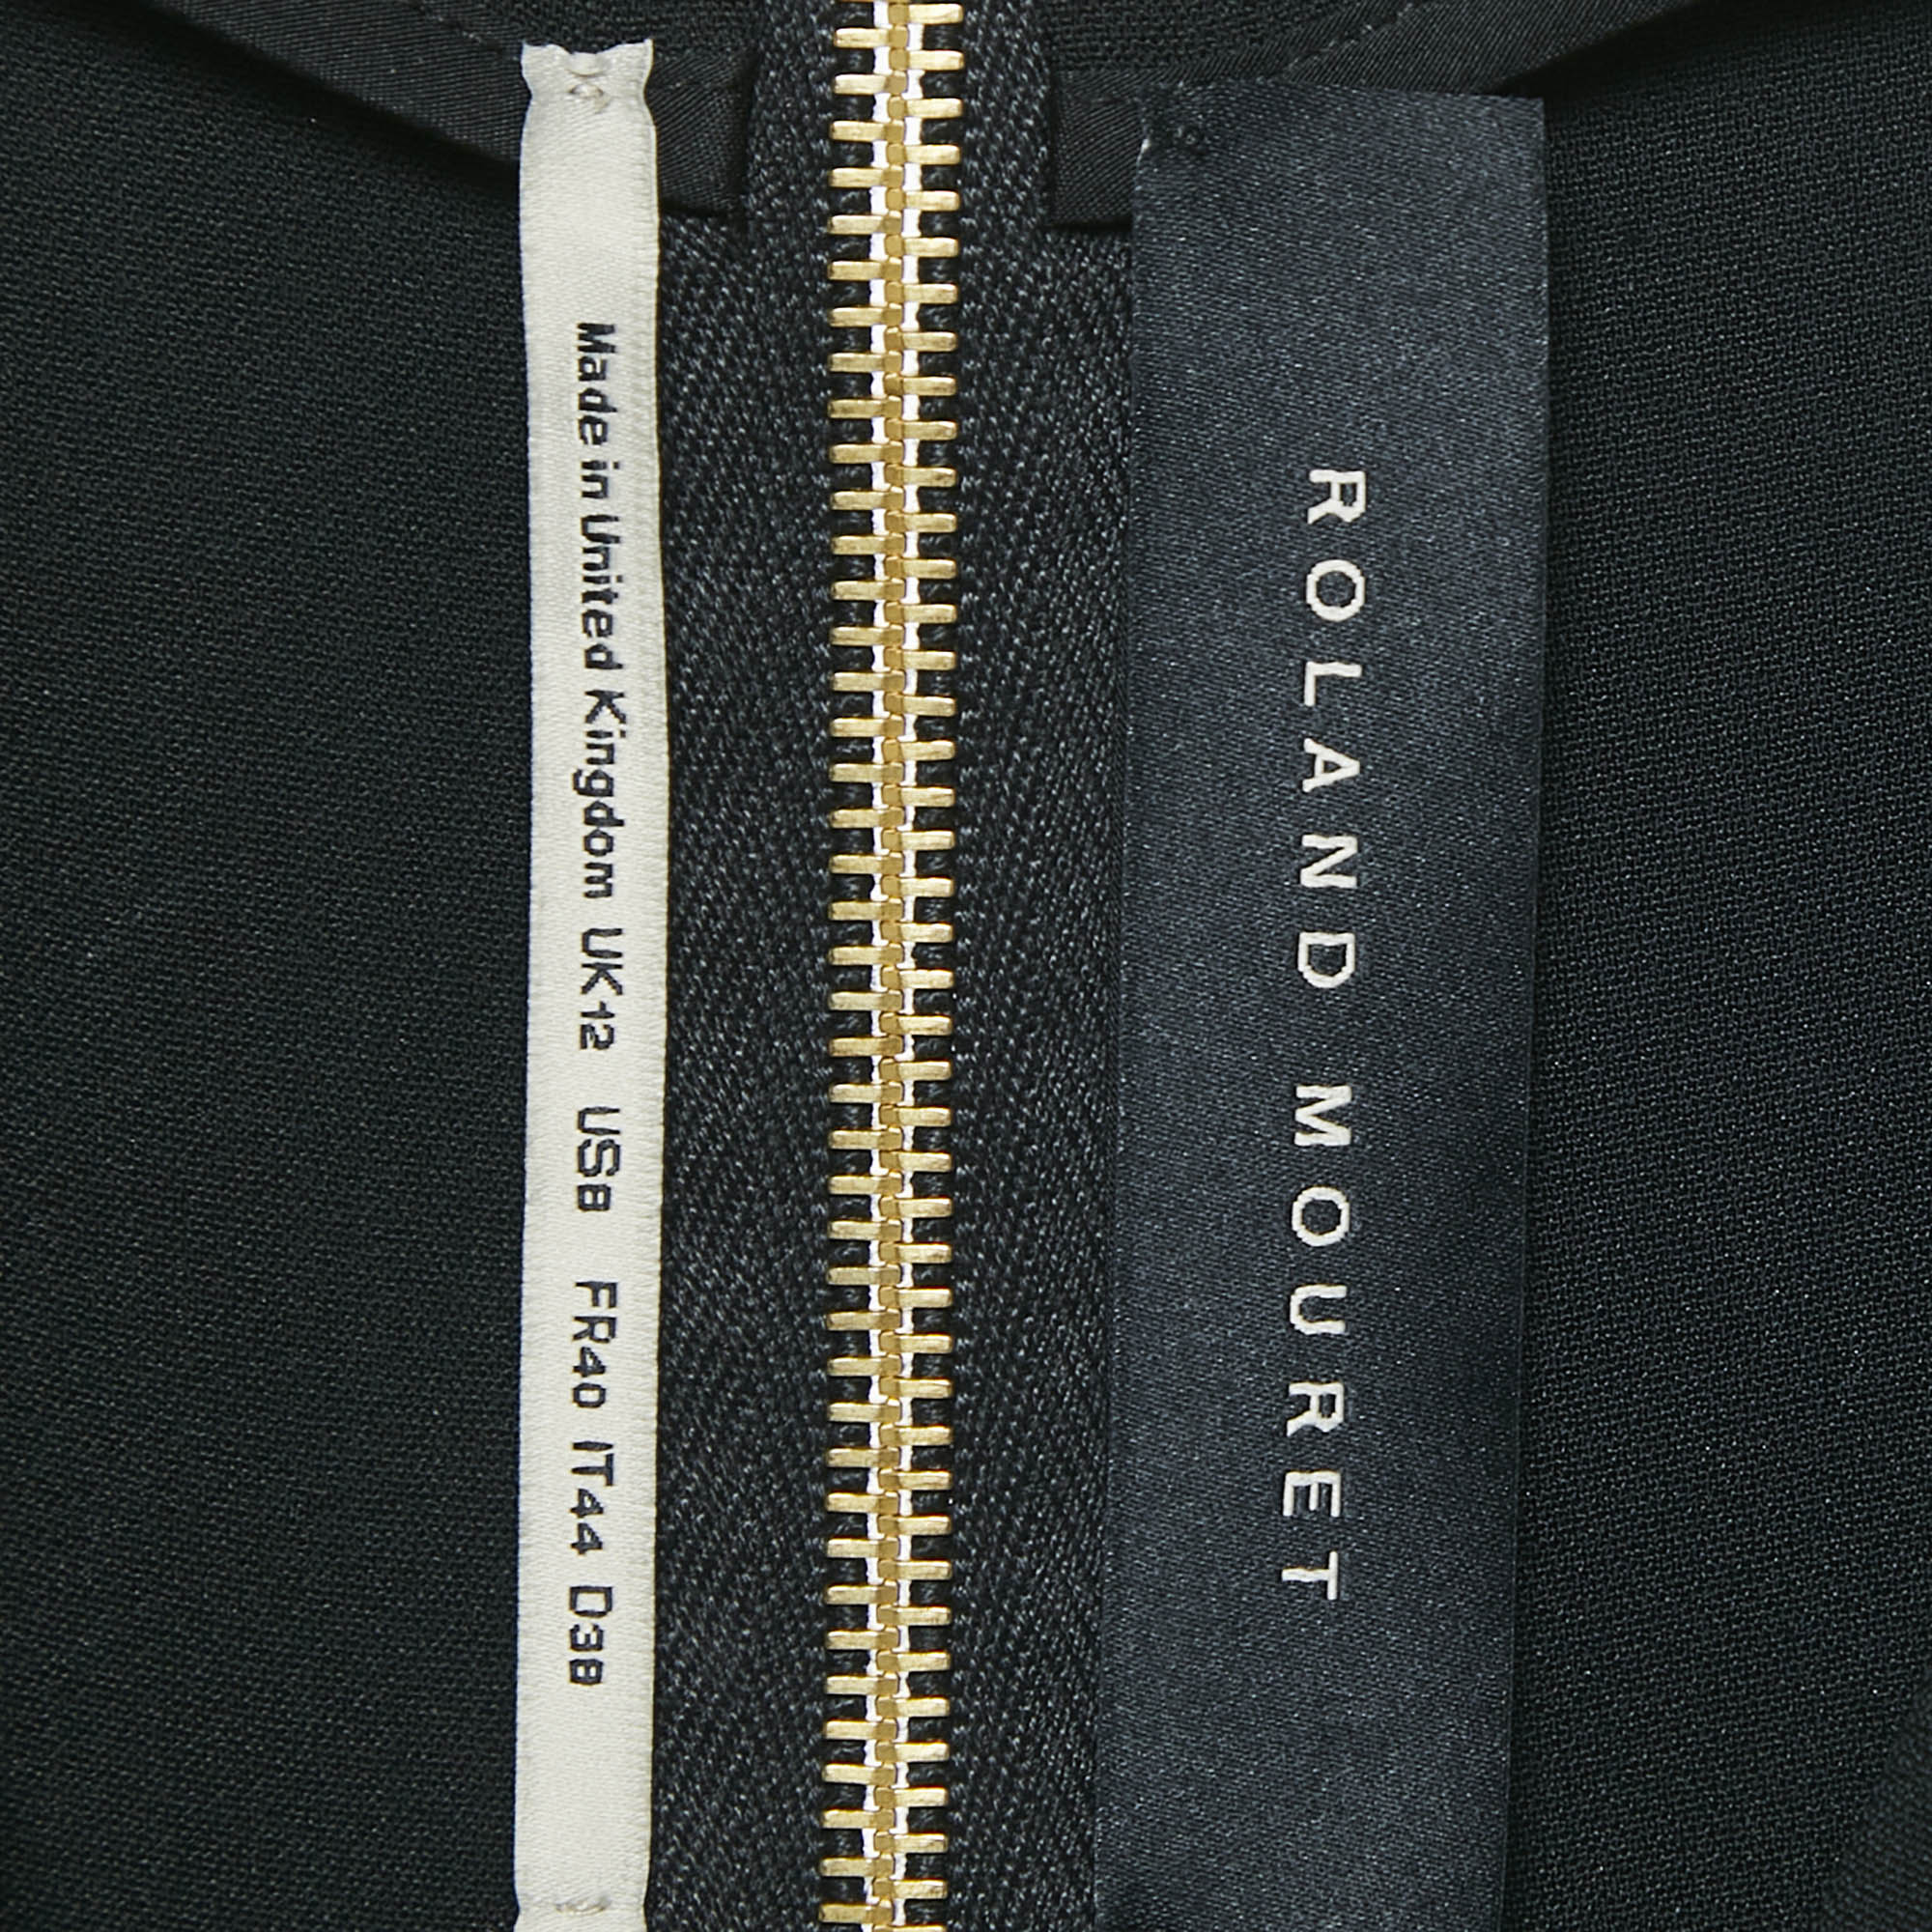 Made in United Kingdom UK12 US8 FR40 IT44 D38
ROLAND MOURET